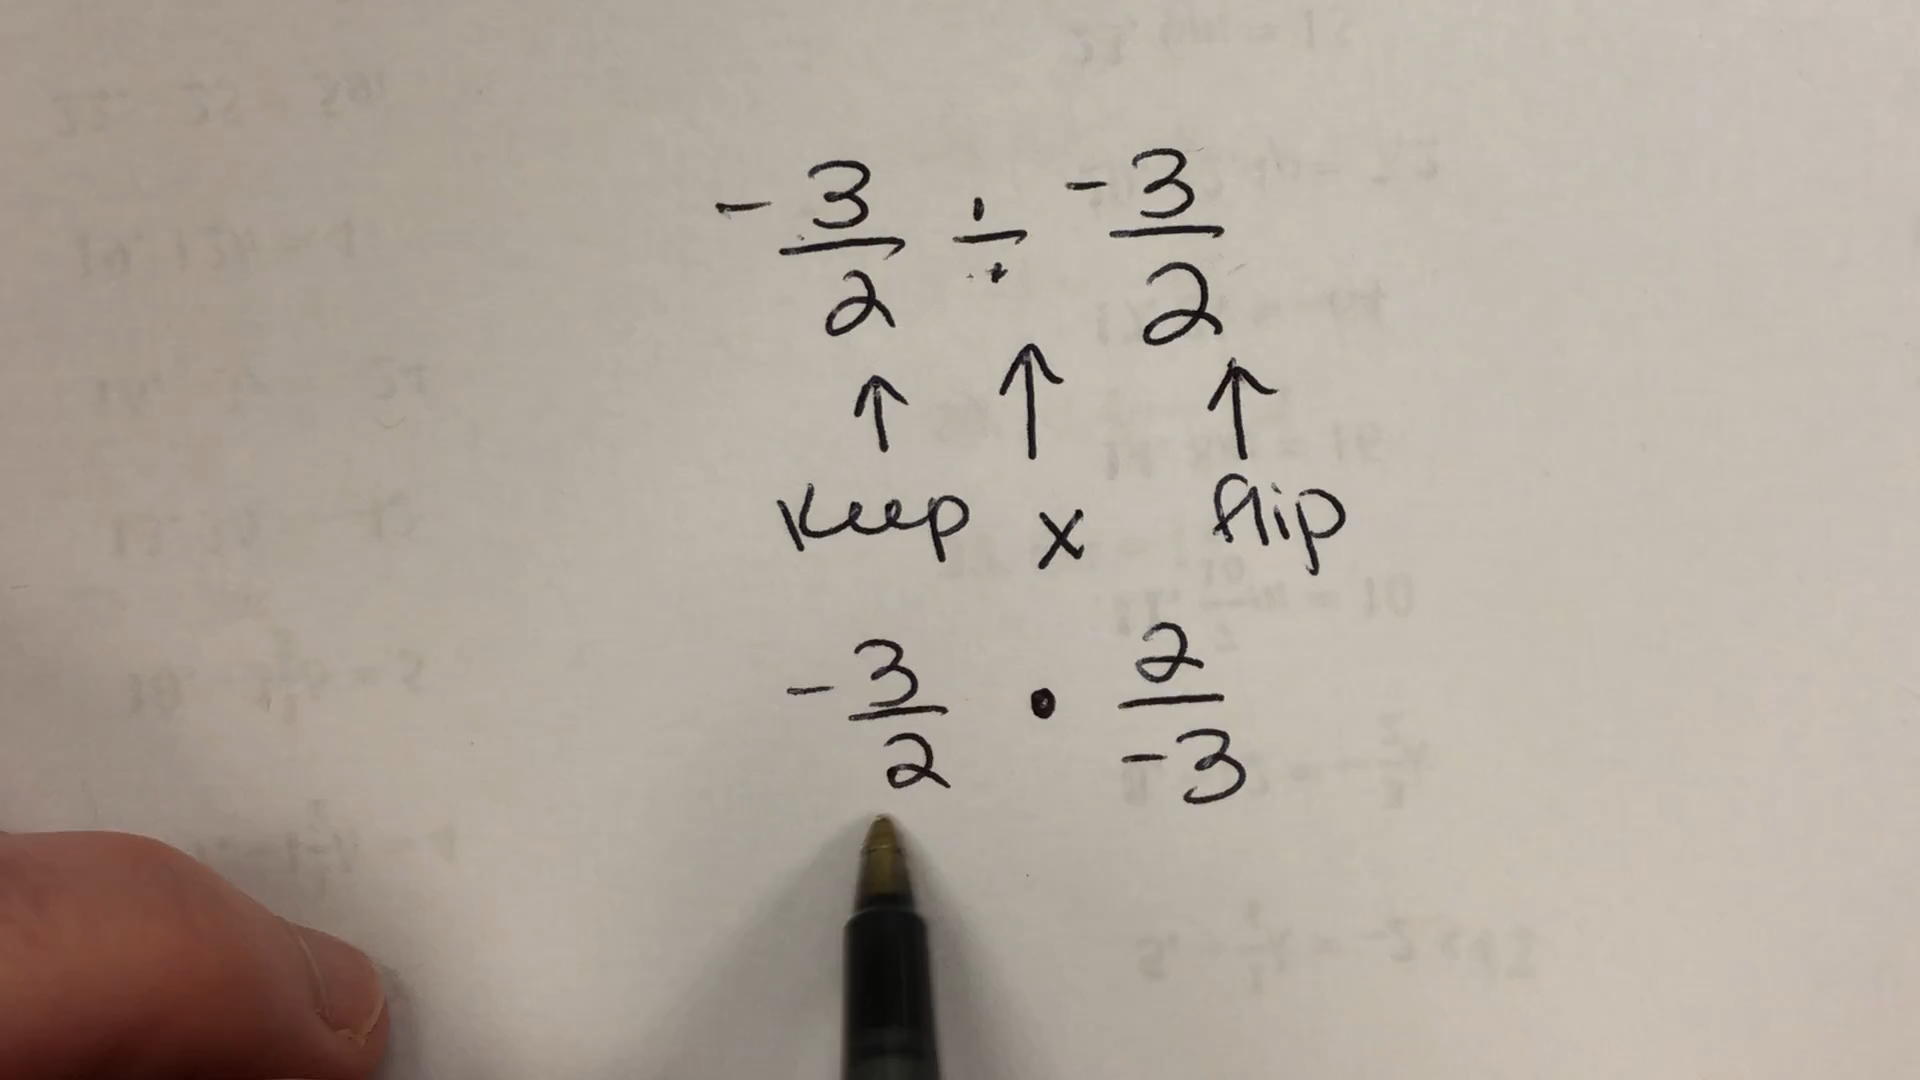 -3/2 ÷ -3/2
↑ ↑ ↑
Keep x flip
-3/2 • 2/-3